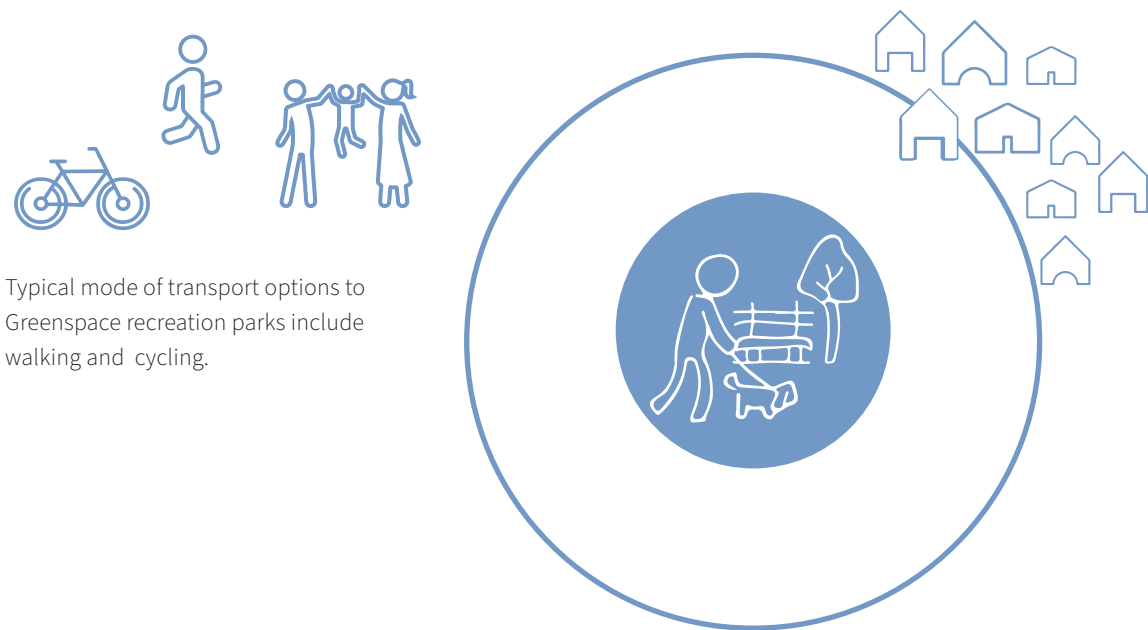 Typical mode of transport options to
Greenspace recreation parks include
walking and  cycling.